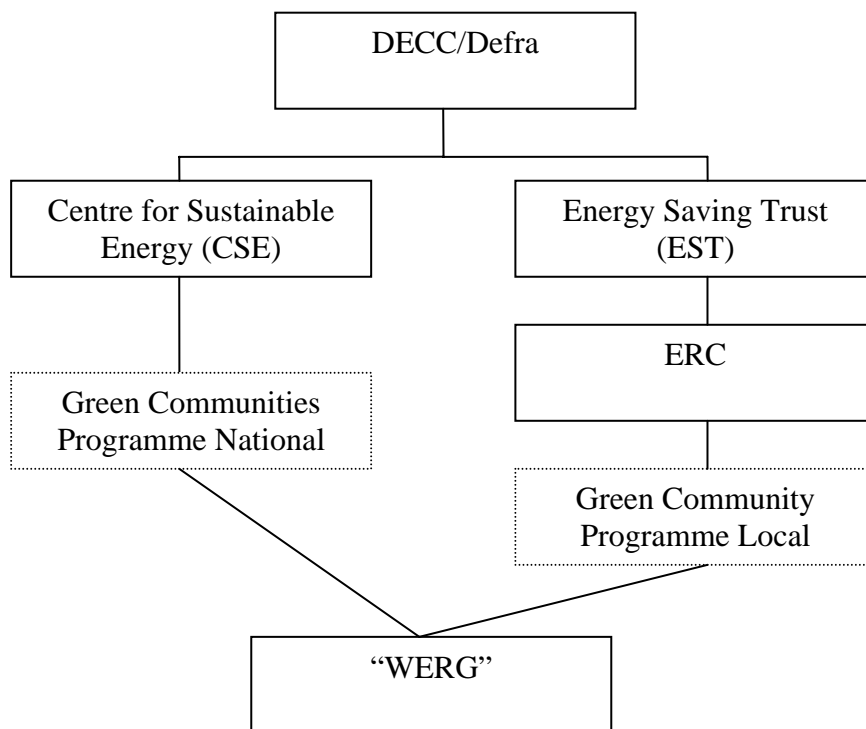 DECC/Defra
Centre for Sustainable
Energy (CSE)
Energy Saving Trust
(EST)
ERC
Green Communities
Programme National
Green Community
Programme Local
“WERG”